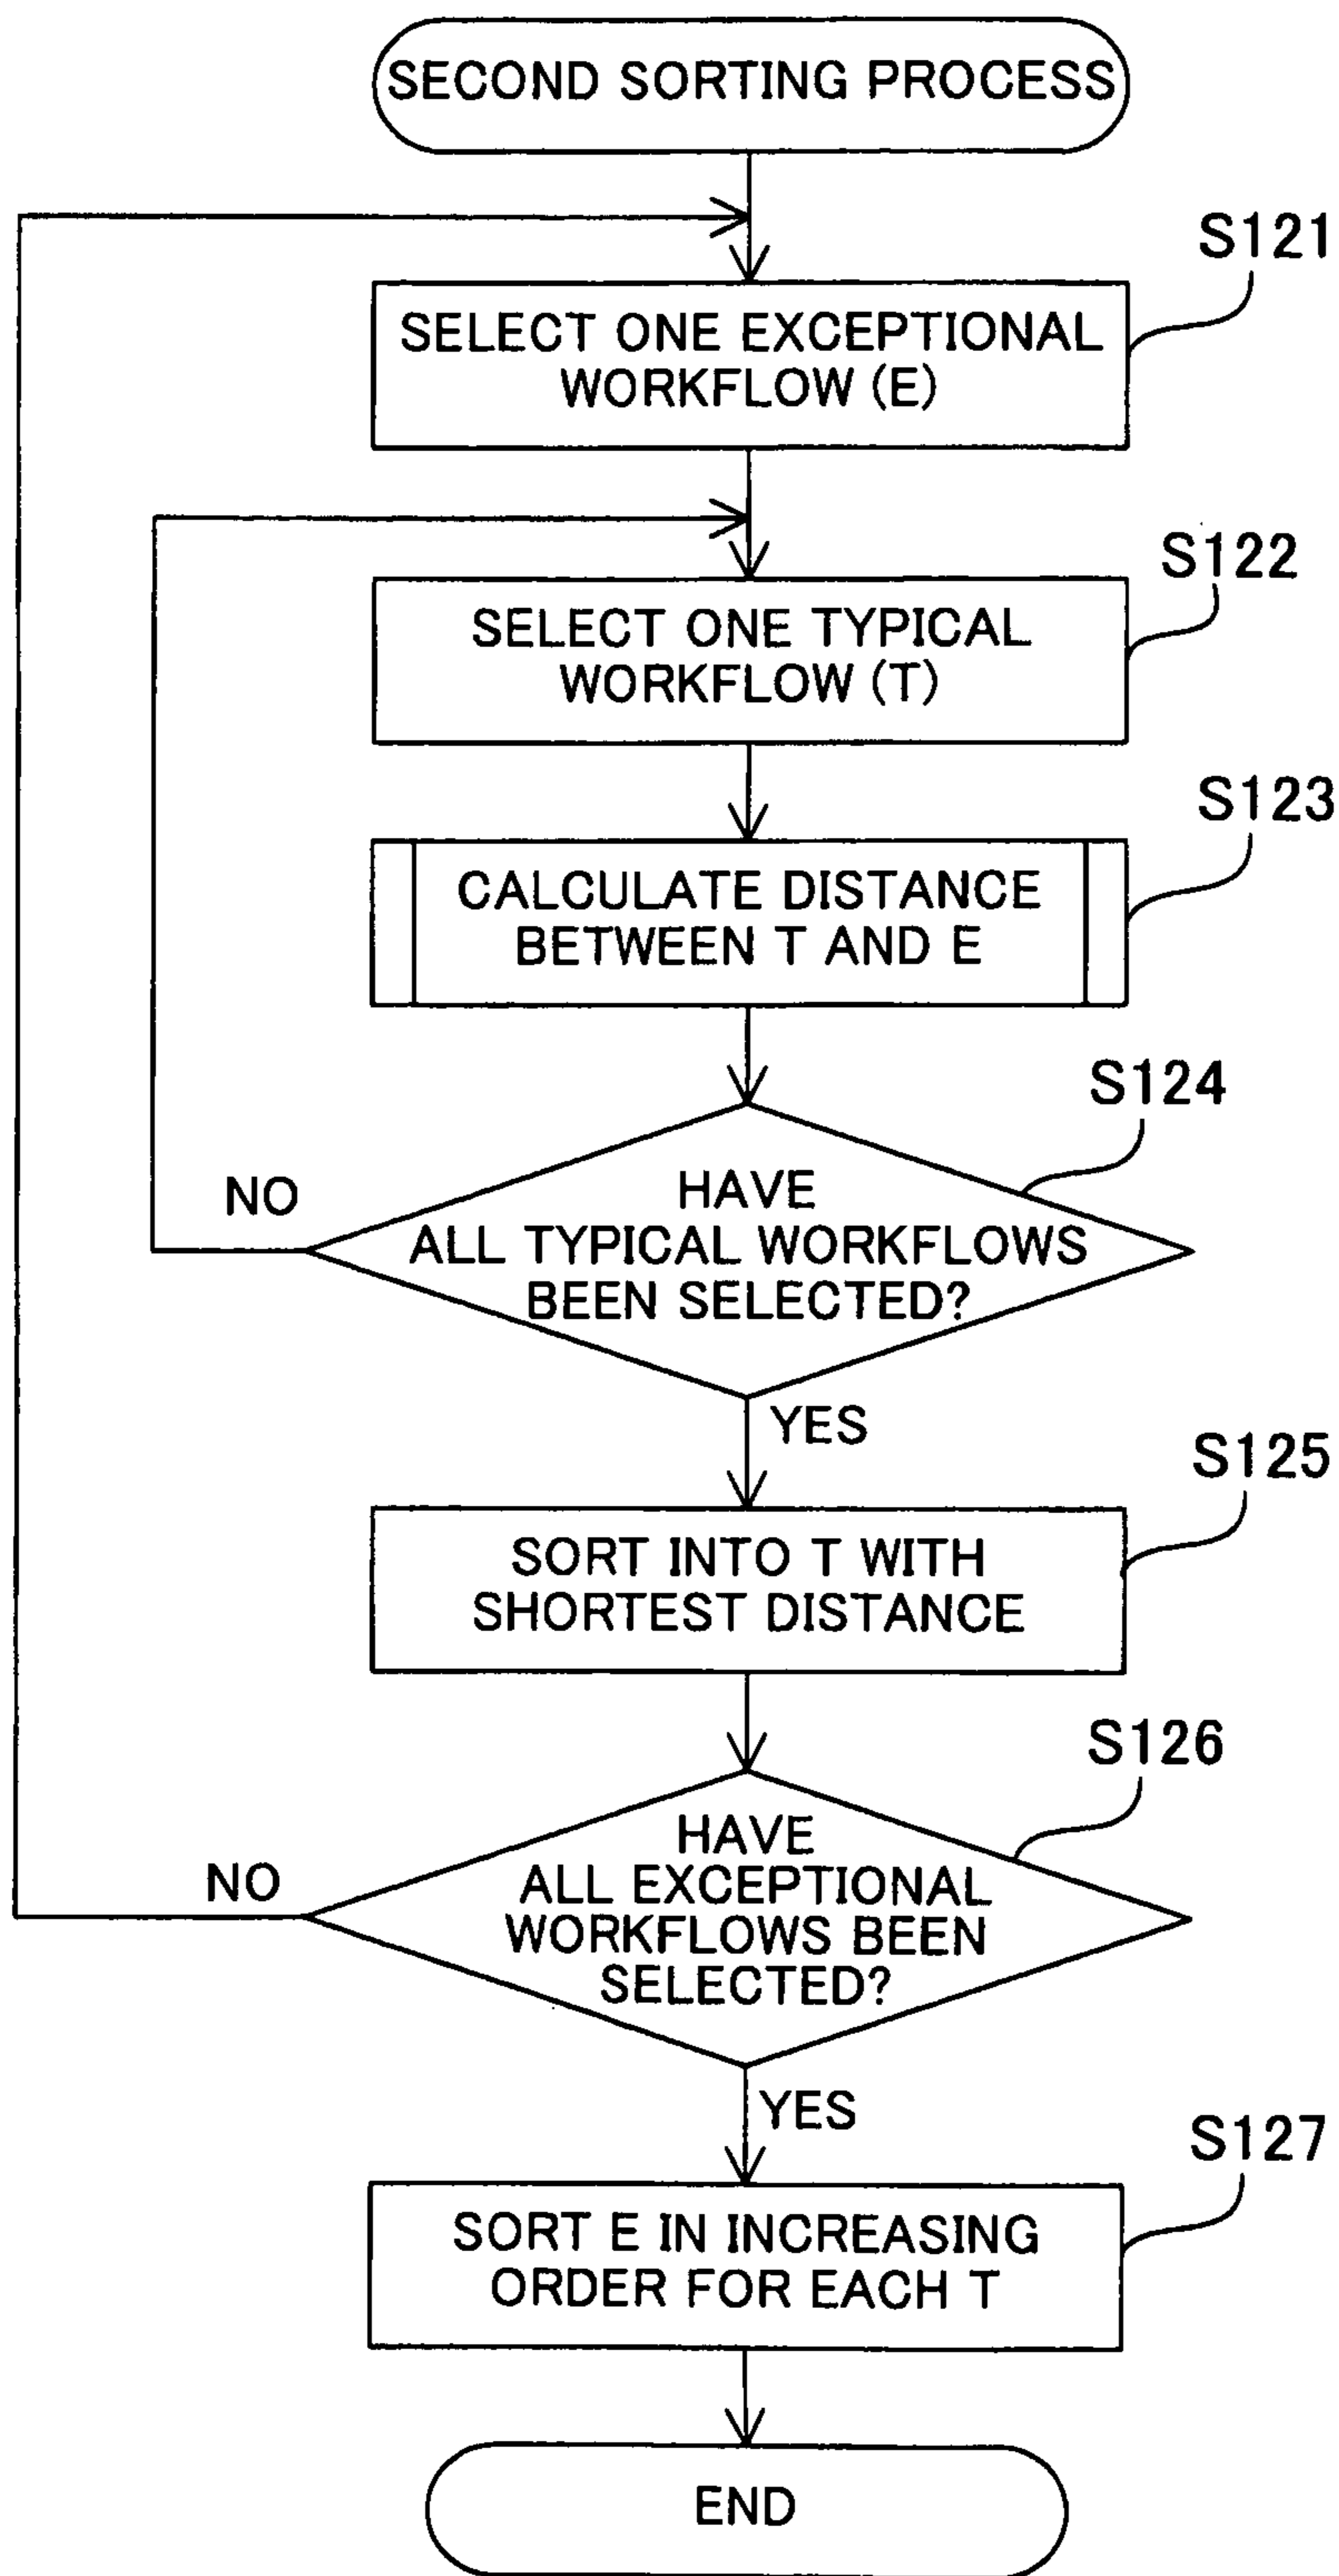 SECOND SORTING PROCESS
S121
SELECT ONE EXCEPTIONAL
WORKFLOW (E)
S122
SELECT ONE TYPICAL
WORKFLOW (T)
S123
CALCULATE DISTANCE
BETWEEN T AND E
S124
NO
HAVE
ALL TYPICAL WORKFLOWS
BEEN SELECTED?
YES
S125
SORT INTO T WITH
SHORTEST DISTANCE
S126
NO
HAVE
ALL EXCEPTIONAL
WORKFLOWS BEEN
SELECTED?
YES
S127
SORT E IN INCREASING
ORDER FOR EACH T
END